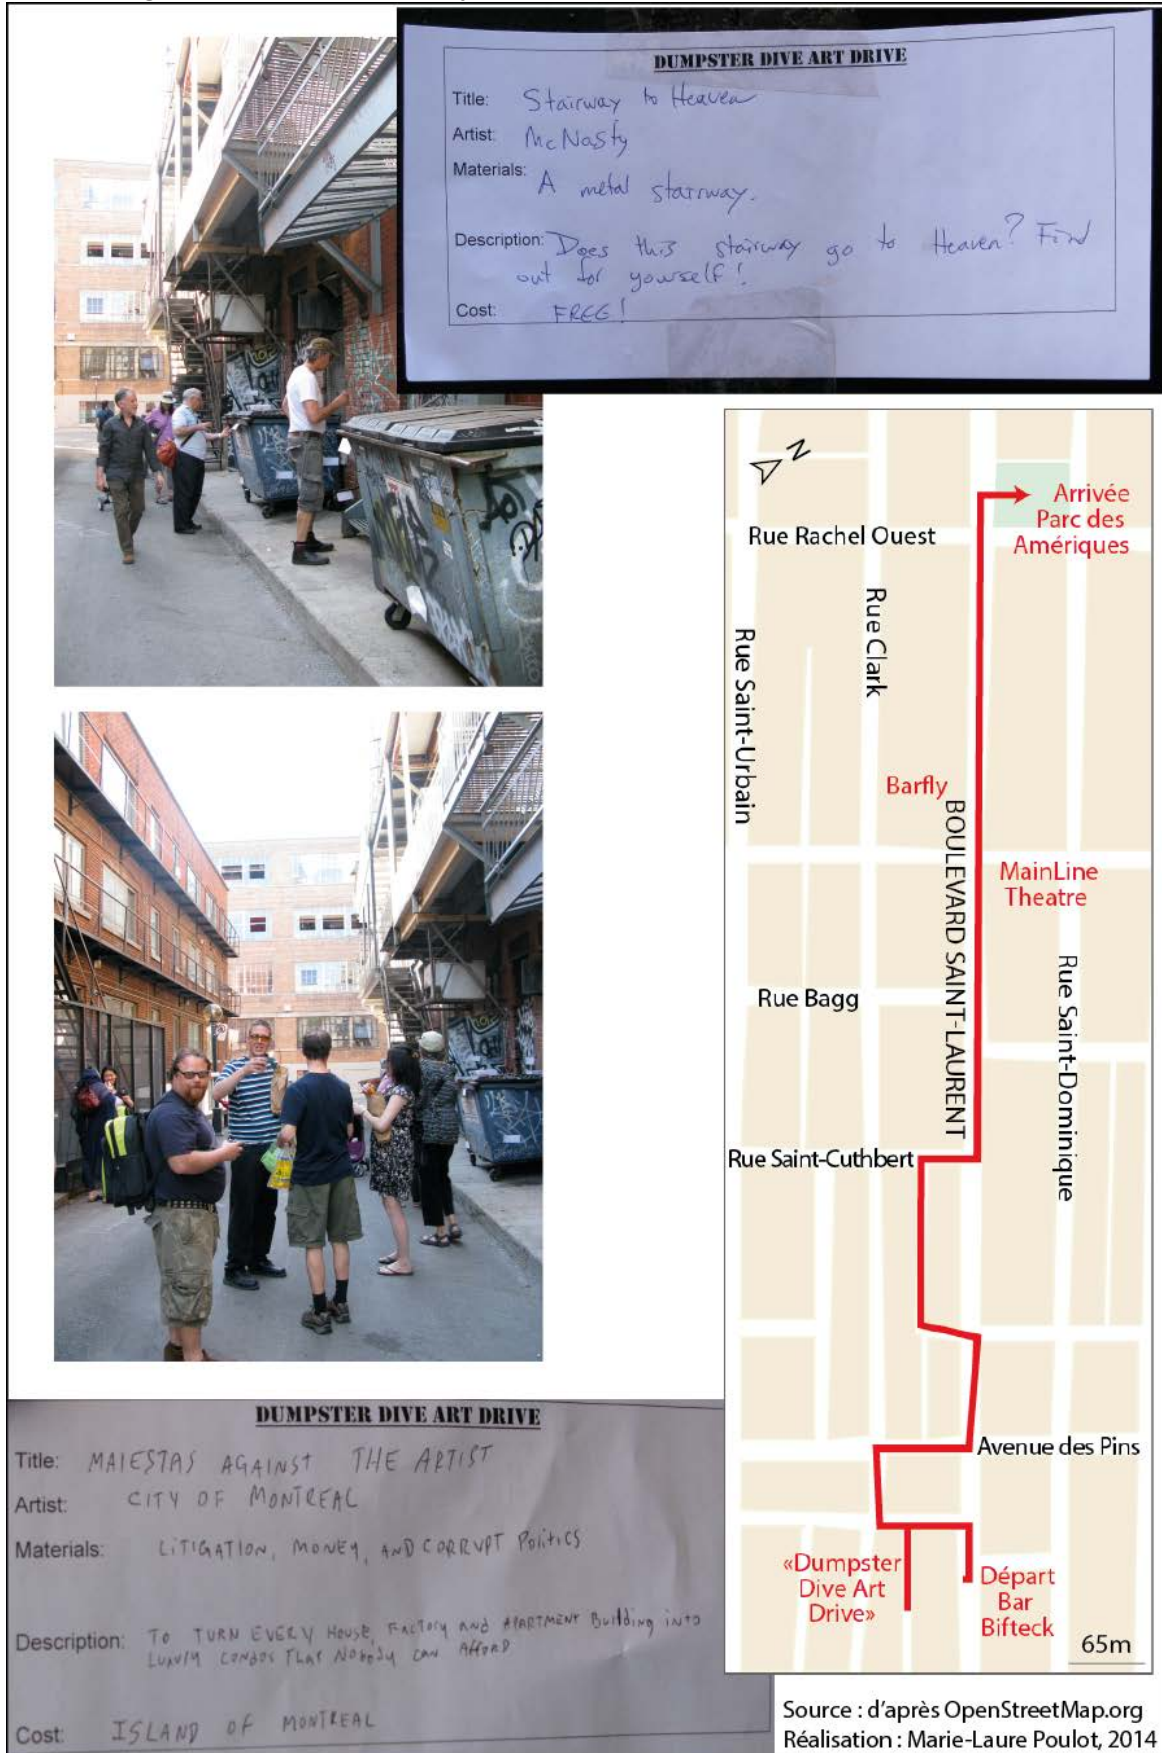 DUMPSTER DIVE ART DRIVE
Title: Stairway to Heaven
Artist: McNasty
Materials: A metal stairway.
Description: Does this stairway go to Heaven? Find
out for yourself!
Cost: FREE!
N
Arrivée
Parc des
Amériques
Rue Rachel Ouest
Rue Clark
Rue Saint-Urbain
Barfly
BOULEVARD SAINT-LAURENT
MainLine
Theatre
Rue Bagg
Rue Saint-Dominique
Rue Saint-Cuthbert
Avenue des Pins
«Dumpster
Dive Art
Drive»
Départ
Bar
Bifteck
65m
DUMPSTER DIVE ART DRIVE
Title: MAIESTAS AGAINST THE ARTIST
Artist: CITY OF MONTREAL
Materials: LITIGATION, MONEY, AND CORRUPT POLITICS
Description: TO TURN EVERY HOUSE, FACTORY AND APARTMENT BUILDING INTO
LUXURY CONDOS THAT NOBODY CAN AFFORD
Cost: ISLAND OF MONTREAL
Source : d'après OpenStreetMap.org
Réalisation : Marie-Laure Poulot, 2014